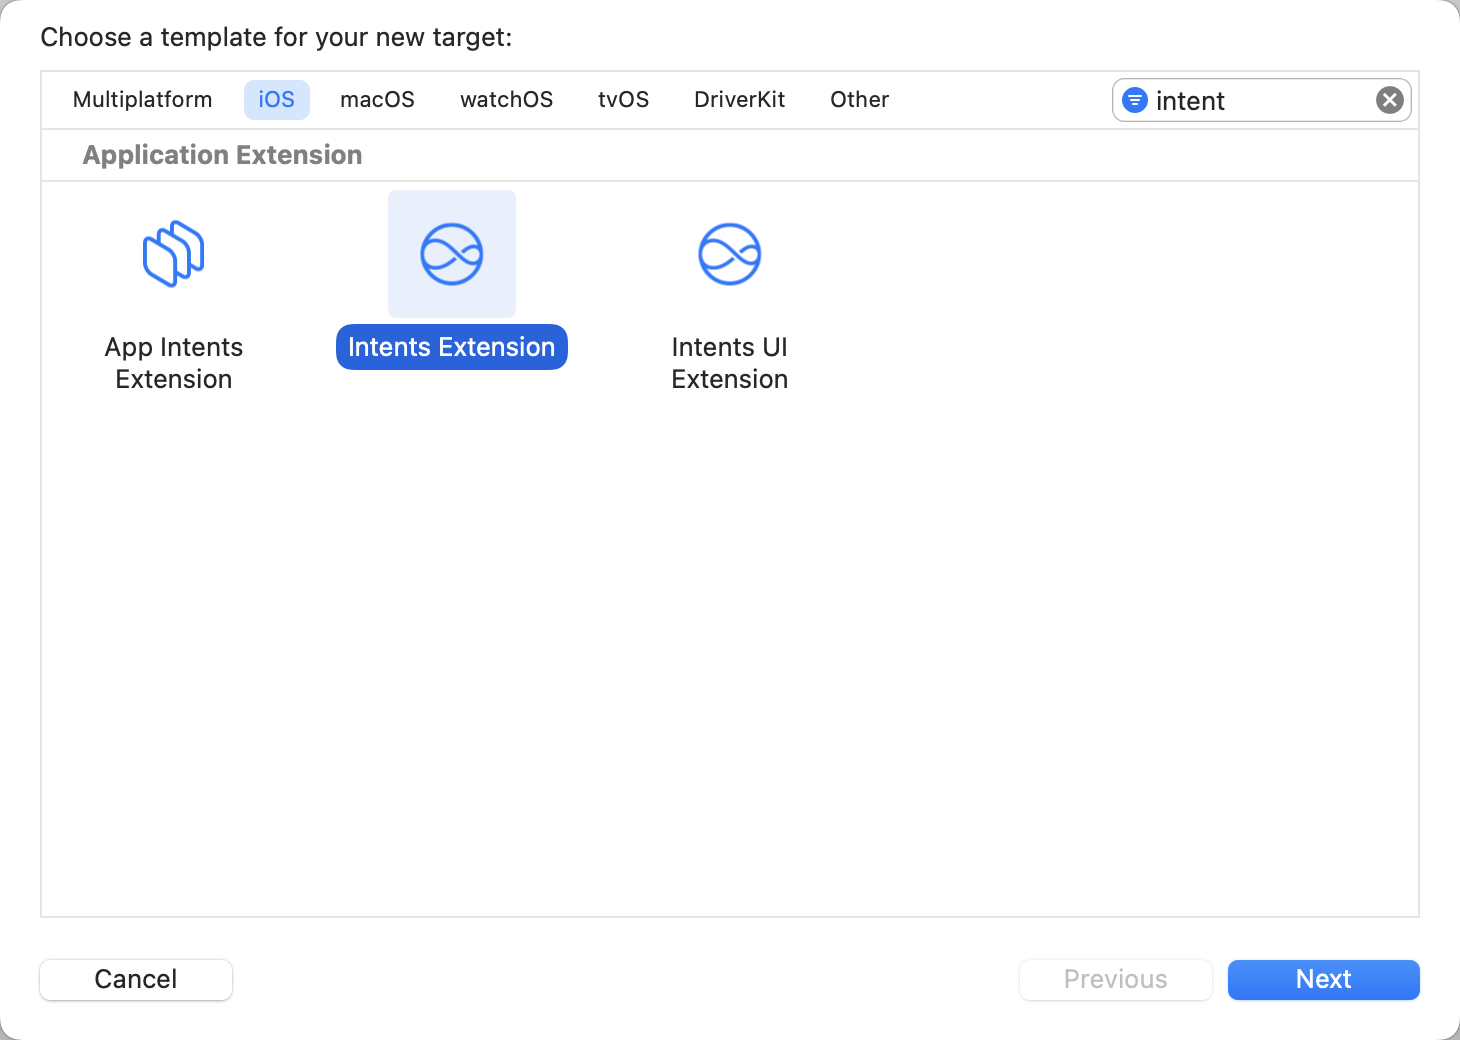 Choose a template for your new target:
Multiplatform iOS macOS watchOS tvOS DriverKit Other intent
Application Extension
App Intents
Extension
Intents Extension
Intents UI
Extension
Cancel Previous Next